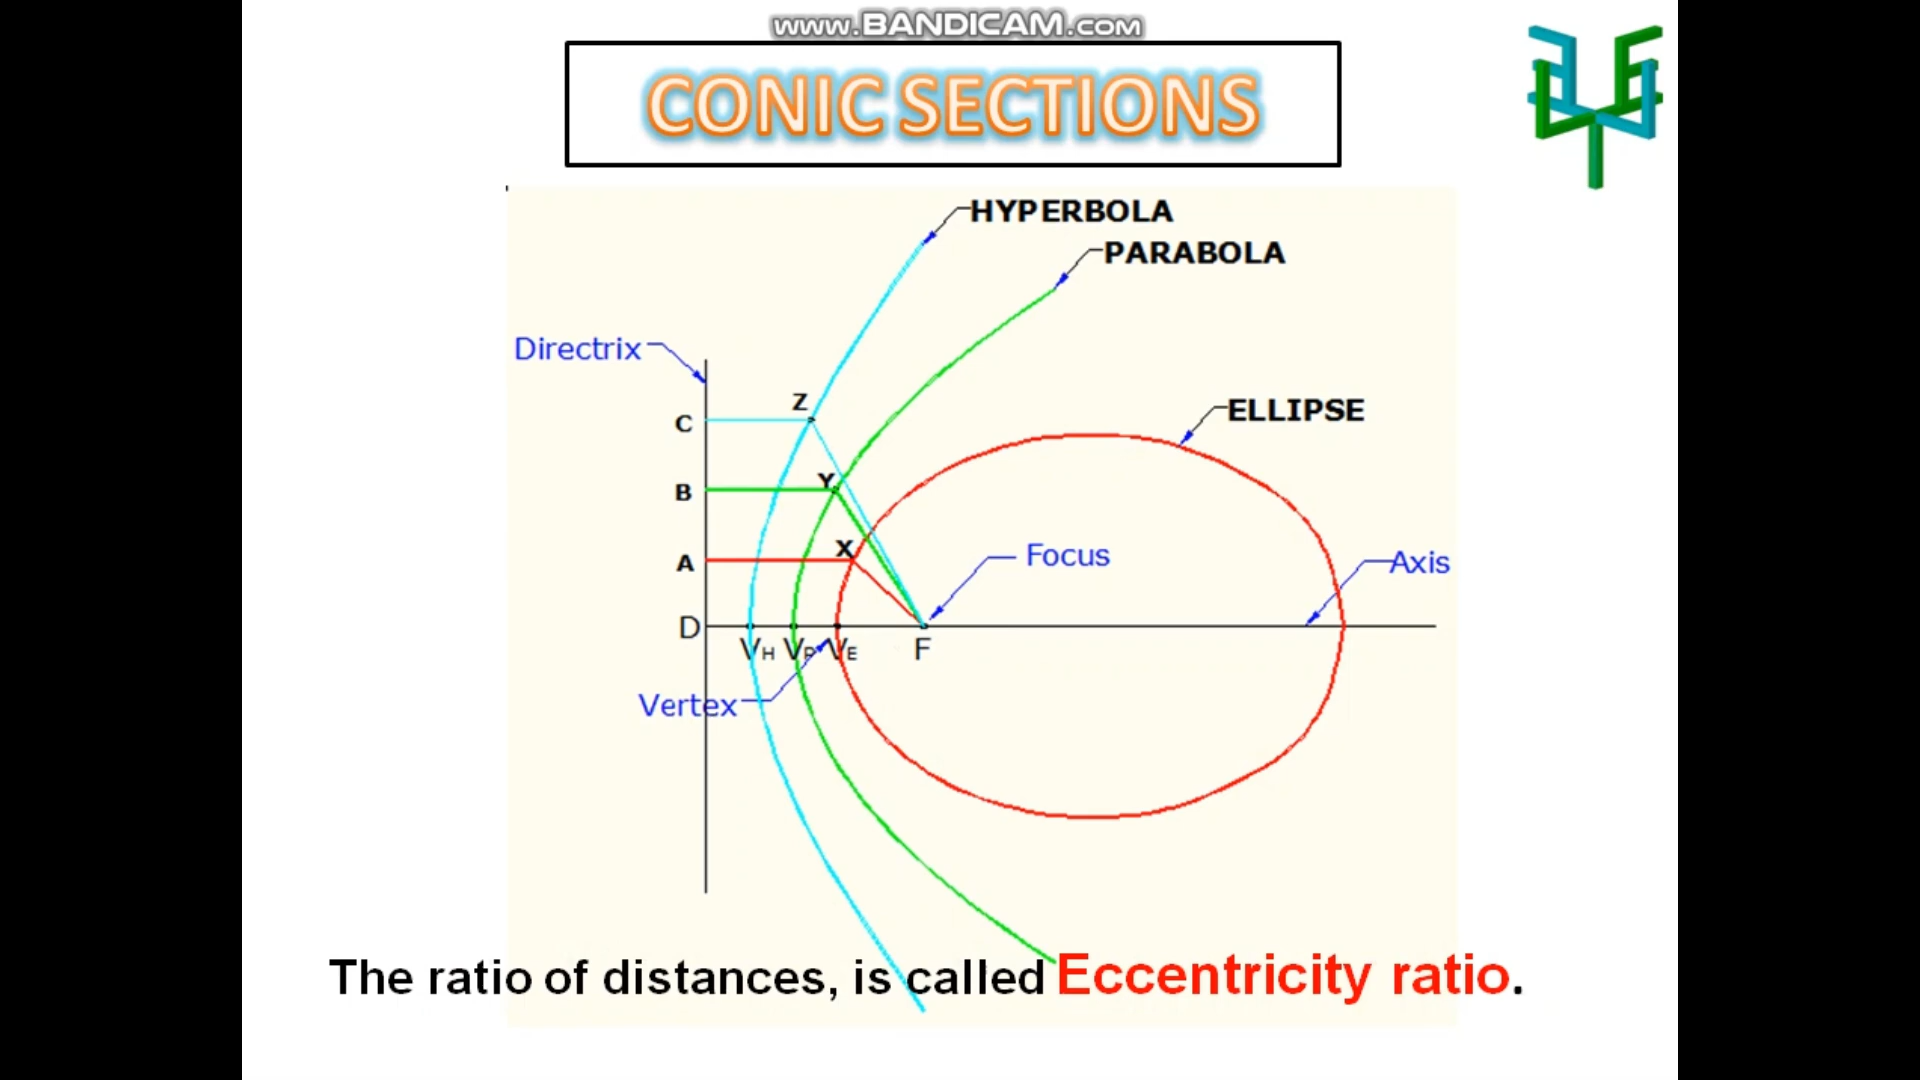 www.BANDICAM.com
CONIC SECTIONS
HYPERBOLA
PARABOLA
Directrix
ELLIPSE
Z
C
Y
B
X
A
Focus
Axis
D
VH VP VE F
Vertex
The ratio of distances, is called Eccentricity ratio.